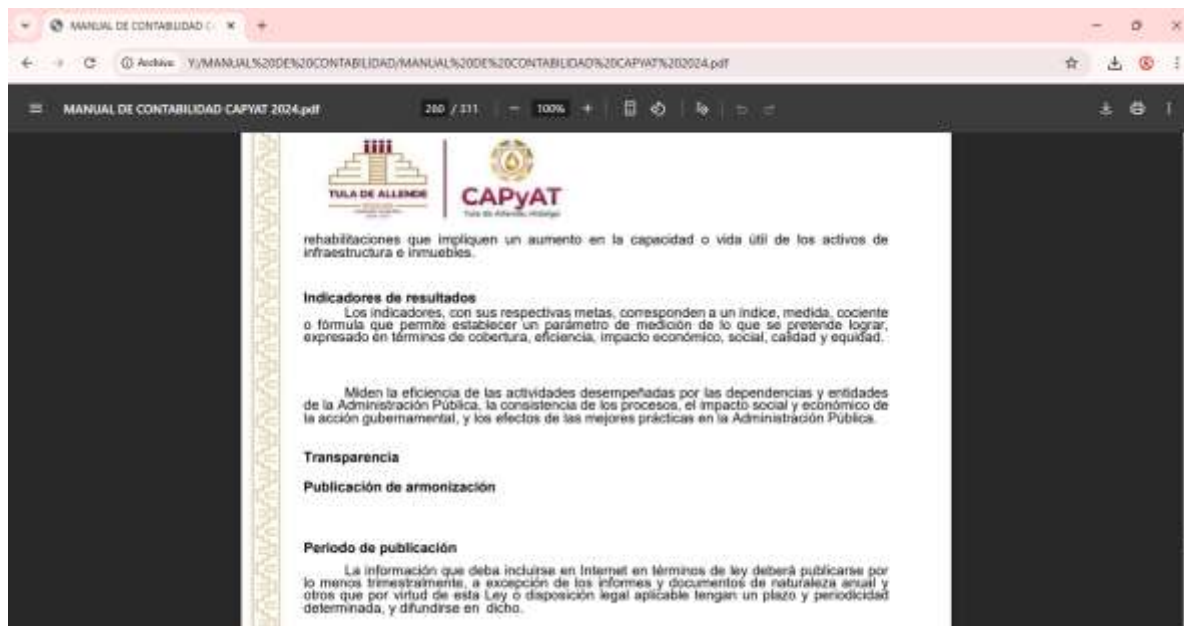 MANUAL DE CONTABILIDAD C
Archivo Y:/MANUAL%20DE%20CONTABILIDAD/MANUAL%20DE%20CONTABILIDAD%20CAPYAT%202024.pdf
MANUAL DE CONTABILIDAD CAPYAT 2024.pdf 280 / 311 100%
TULA DE ALLENDE
CAPyAT
Tula de Allende, Hidalgo
rehabilitaciones que impliquen un aumento en la capacidad o vida útil de los activos de
infraestructura e inmuebles.
Indicadores de resultados
Los indicadores, con sus respectivas metas, corresponden a un índice, medida, cociente
o fórmula que permite establecer un parámetro de medición de lo que se pretende lograr,
expresado en términos de cobertura, eficiencia, impacto económico, social, calidad y equidad.
Miden la eficiencia de las actividades desempeñadas por las dependencias y entidades
de la Administración Pública, la consistencia de los procesos, el impacto social y económico de
la acción gubernamental, y los efectos de las mejores prácticas en la Administración Pública.
Transparencia
Publicación de armonización
Periodo de publicación
La información que deba incluirse en Internet en términos de ley deberá publicarse por
lo menos trimestralmente, a excepción de los informes y documentos de naturaleza anual y
otros que por virtud de esta Ley o disposición legal aplicable tengan un plazo y periodicidad
determinada, y difundirse en dicho.